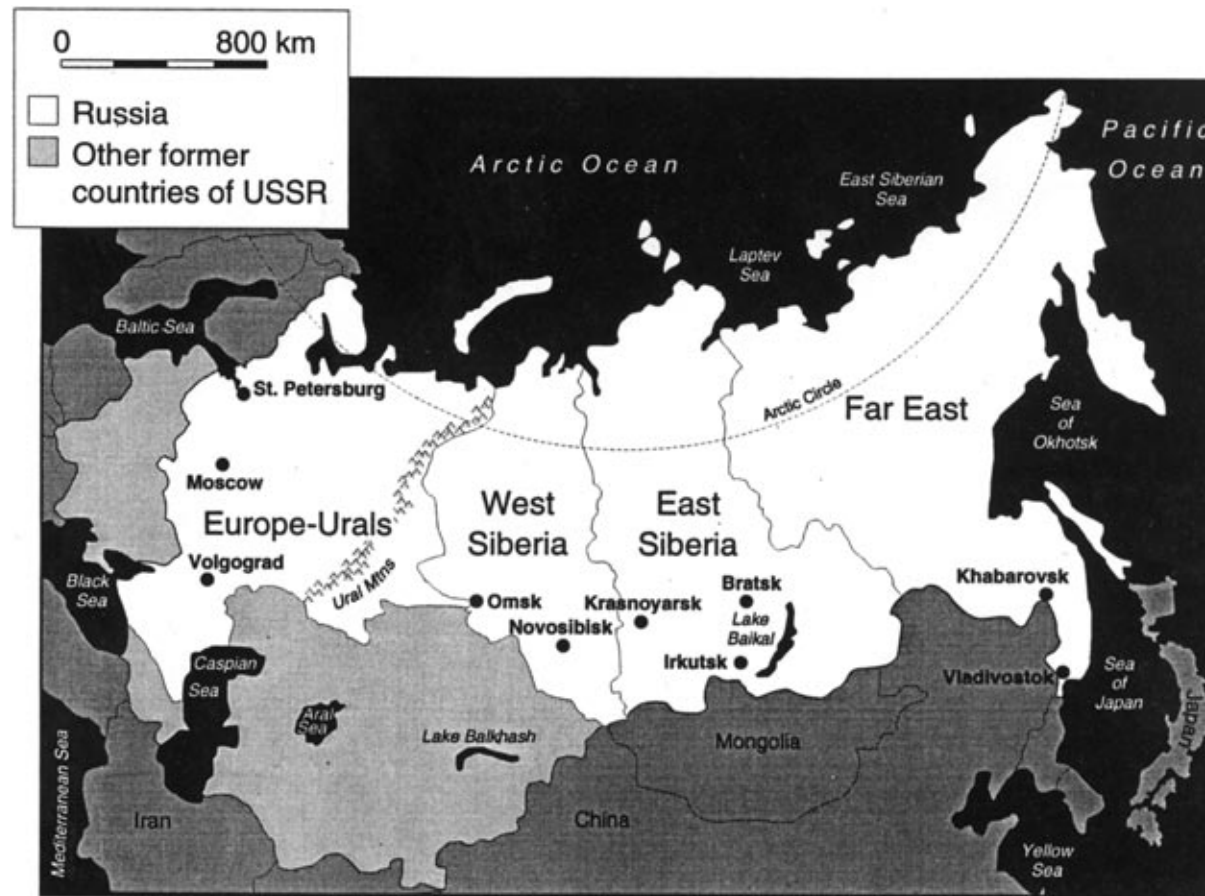 0 800 km
Russia
Other former
countries of USSR
Arctic Ocean
Pacific
Ocean
East Siberian
Sea
Laptev
Sea
Baltic Sea
St. Petersburg
Arctic Circle
Far East
Sea
of
Okhotsk
Moscow
Europe-Urals
West
Siberia
East
Siberia
Volgograd
Ural Mtns
Black
Sea
Omsk
Novosibisk
Krasnoyarsk
Bratsk
Lake
Baikal
Irkutsk
Khabarovsk
Vladivostok
Caspian
Sea
Aral
Sea
Lake Balkhash
Sea
of
Japan
Japan
Mongolia
Mediterranean Sea
Iran
China
Yellow
Sea